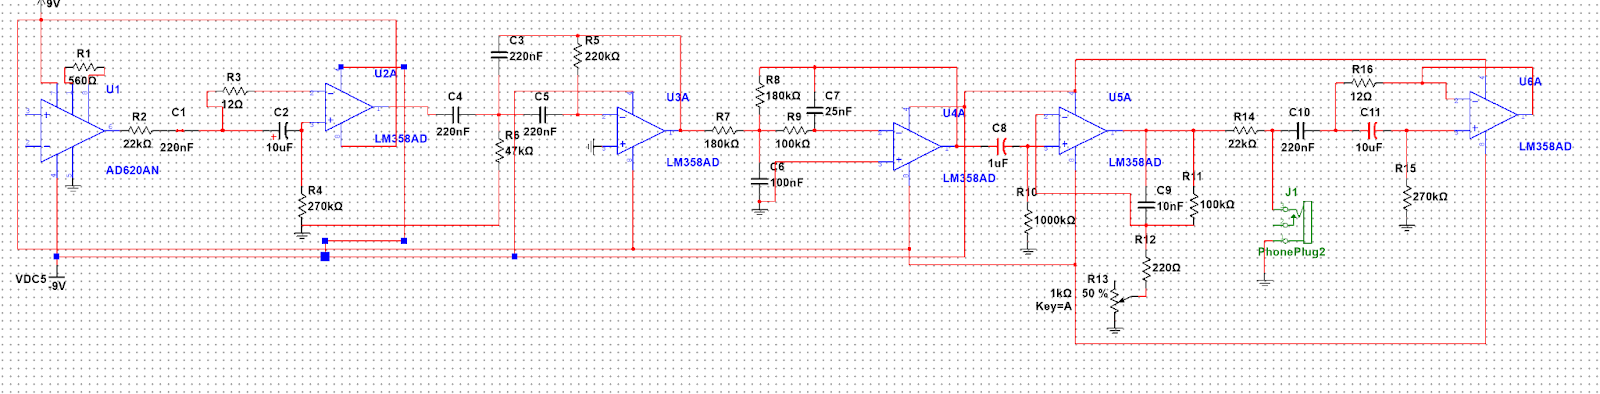 9V
R1
560Ω
U1
AD620AN
R2
22kΩ
C1
220nF
R3
12Ω
C2
10uF
R4
270kΩ
U2A
LM358AD
C4
220nF
C3
220nF
R5
220kΩ
R6
47kΩ
C5
220nF
U3A
LM358AD
R7
180kΩ
R8
180kΩ
C7
25nF
R9
100kΩ
C6
100nF
U4A
LM358AD
C8
1uF
R10
1000kΩ
U5A
LM358AD
C9
10nF
R11
100kΩ
R12
220Ω
R13
1kΩ 50 %
Key=A
R14
22kΩ
C10
220nF
R16
12Ω
C11
10uF
R15
270kΩ
U6A
LM358AD
J1
PhonePlug2
VDC5
-9V